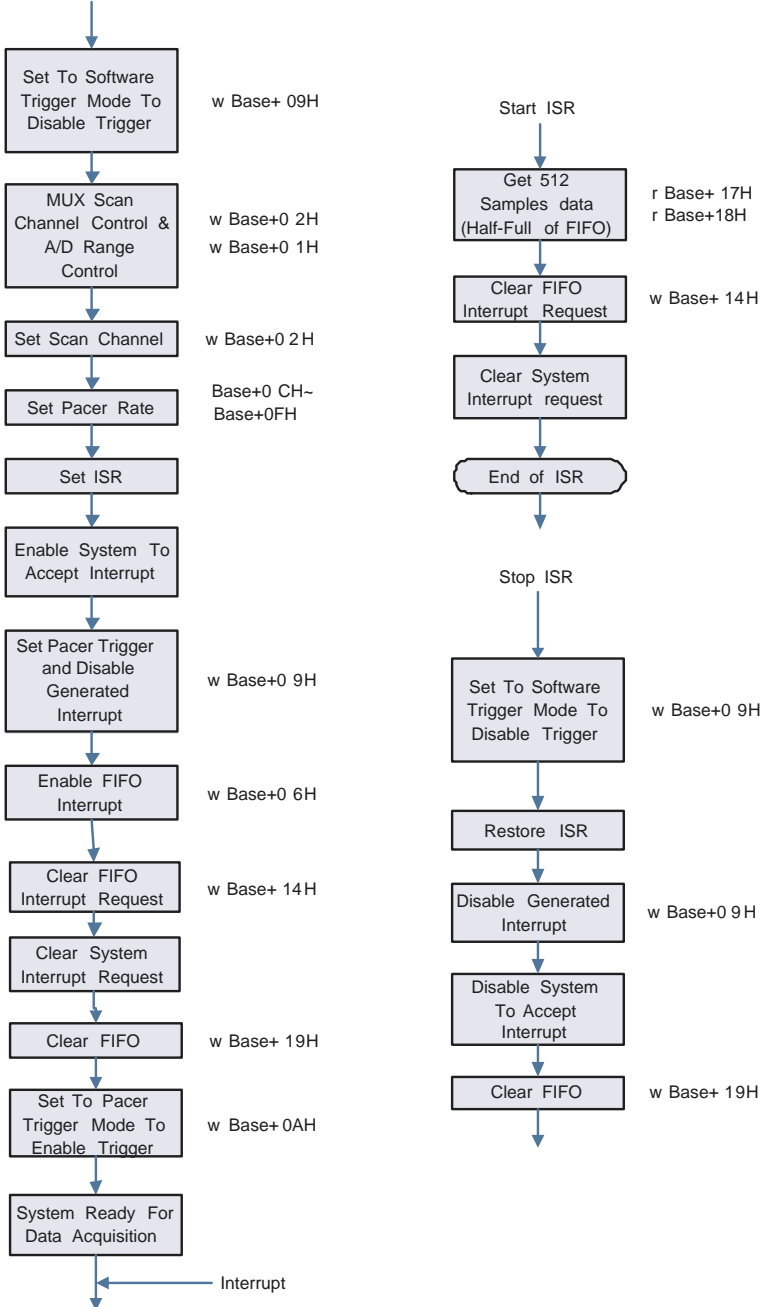 Set To Software
Trigger Mode To
Disable Trigger
w Base+ 09H
MUX Scan
Channel Control &
A/D Range
Control
w Base+0 2H
w Base+0 1H
Set Scan Channel
w Base+0 2H
Set Pacer Rate
Base+0 CH~
Base+0FH
Set ISR
Enable System To
Accept Interrupt
Set Pacer Trigger
and Disable
Generated
Interrupt
w Base+0 9H
Enable FIFO
Interrupt
w Base+0 6H
Clear FIFO
Interrupt Request
w Base+ 14H
Clear System
Interrupt Request
Clear FIFO
w Base+ 19H
Set To Pacer
Trigger Mode To
Enable Trigger
w Base+ 0AH
System Ready For
Data Acquisition
Interrupt
Start ISR
Get 512
Samples data
(Half-Full of FIFO)
r Base+ 17H
r Base+18H
Clear FIFO
Interrupt Request
w Base+ 14H
Clear System
Interrupt request
End of ISR
Stop ISR
Set To Software
Trigger Mode To
Disable Trigger
w Base+0 9H
Restore ISR
Disable Generated
Interrupt
w Base+0 9H
Disable System
To Accept
Interrupt
Clear FIFO
w Base+ 19H